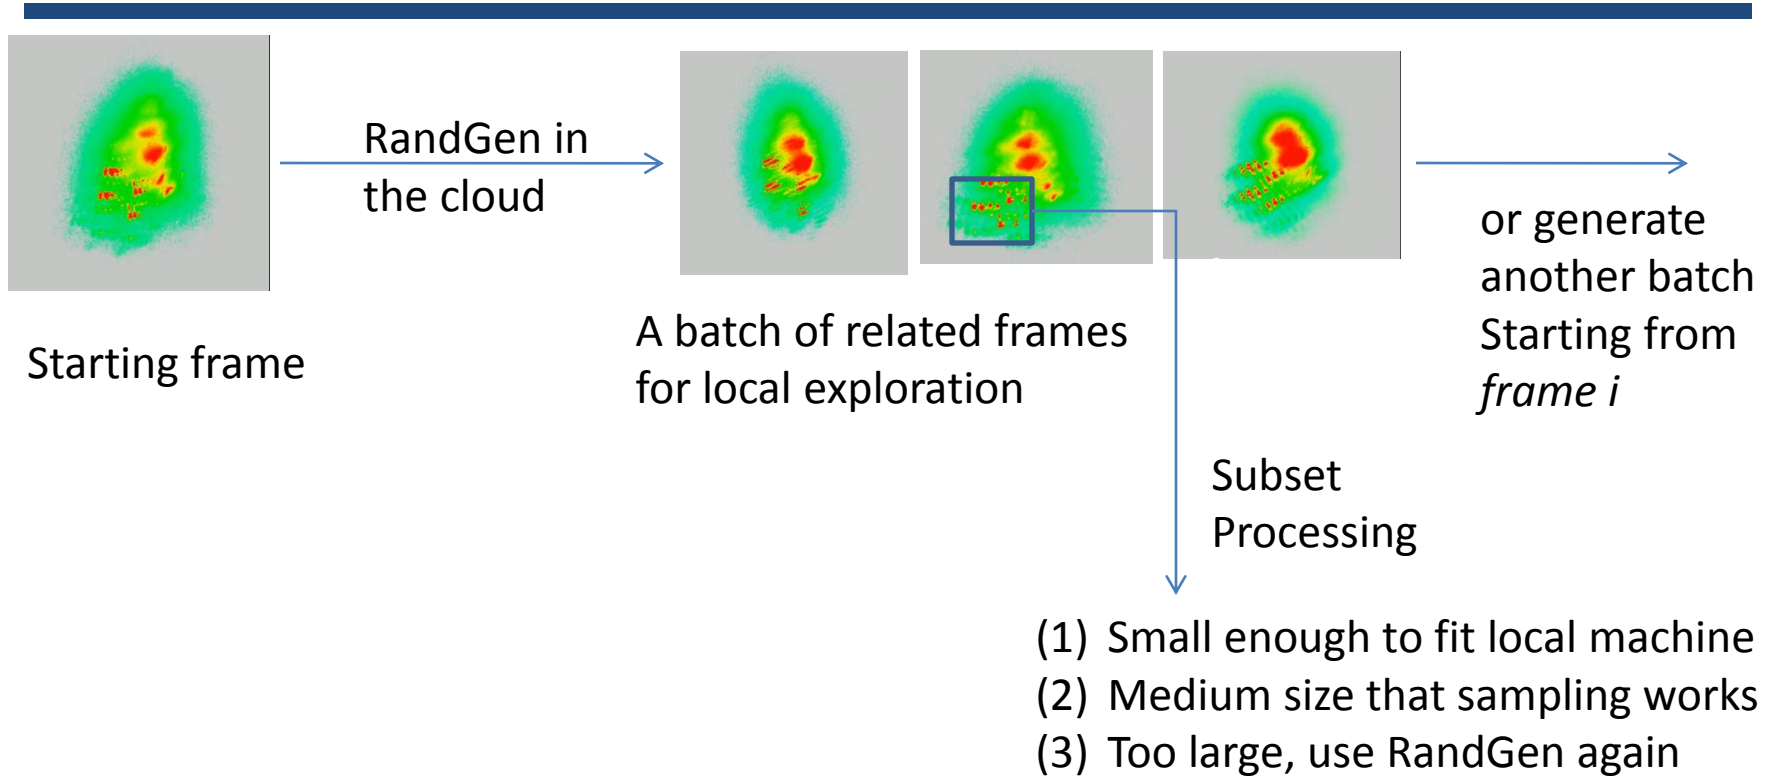 Starting frame
RandGen in
the cloud
A batch of related frames
for local exploration
or generate
another batch
Starting from
frame i
Subset
Processing
(1) Small enough to fit local machine
(2) Medium size that sampling works
(3) Too large, use RandGen again